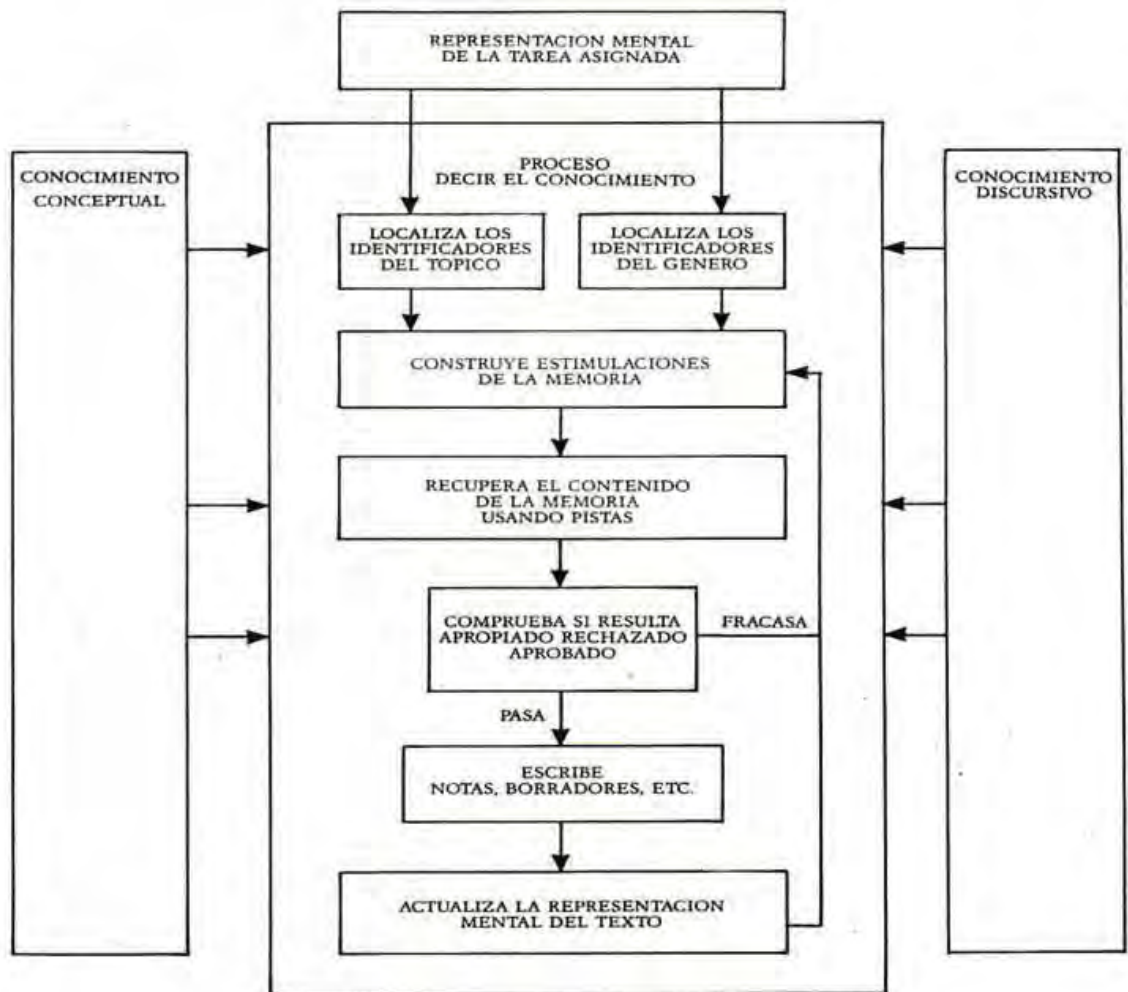 REPRESENTACION MENTAL
DE LA TAREA ASIGNADA
CONOCIMIENTO
CONCEPTUAL
PROCESO
DECIR EL CONOCIMIENTO
CONOCIMIENTO
DISCURSIVO
LOCALIZA LOS
IDENTIFICADORES
DEL TOPICO
LOCALIZA LOS
IDENTIFICADORES
DEL GENERO
CONSTRUYE ESTIMULACIONES
DE LA MEMORIA
RECUPERA EL CONTENIDO
DE LA MEMORIA
USANDO PISTAS
COMPRUEBA SI RESULTA
APROPIADO RECHAZADO
APROBADO
FRACASA
PASA
ESCRIBE
NOTAS, BORRADORES, ETC.
ACTUALIZA LA REPRESENTACION
MENTAL DEL TEXTO